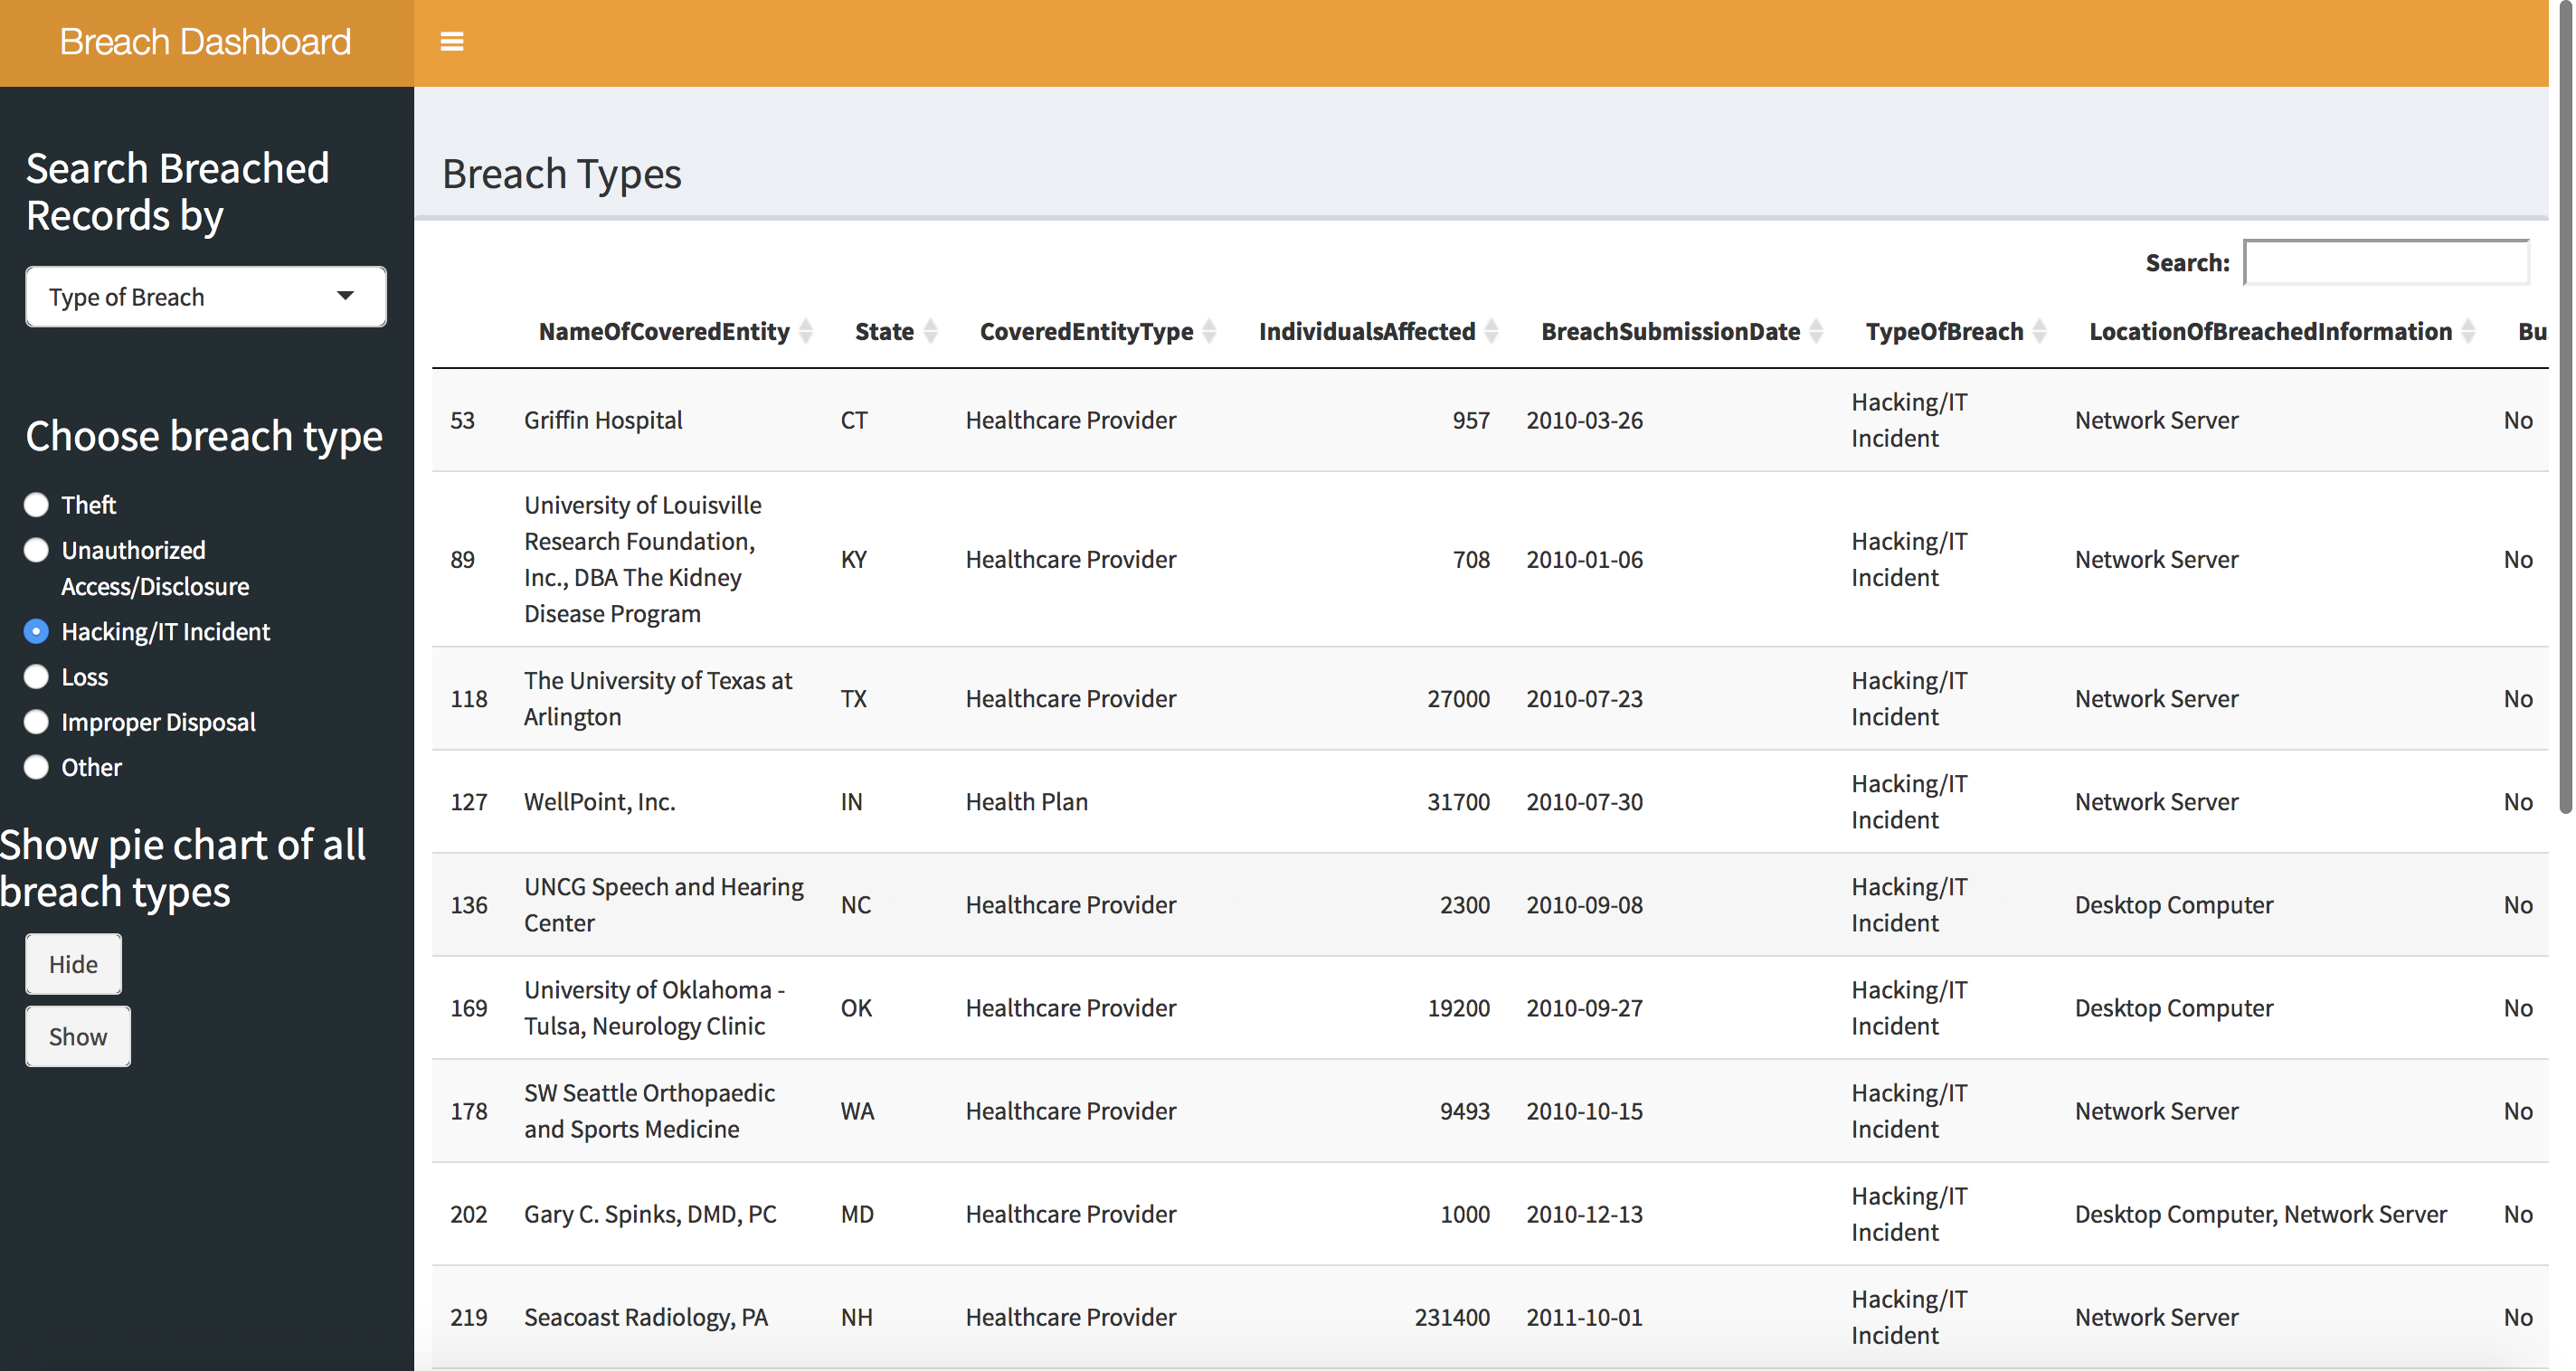 Breach Dashboard
Search Breached
Records by
Type of Breach
Choose breach type
Theft
Unauthorized
Access/Disclosure
Hacking/IT Incident
Loss
Improper Disposal
Other
Show pie chart of all
breach types
Hide
Show
Breach Types
Search:
NameOfCoveredEntity State CoveredEntityType IndividualsAffected BreachSubmissionDate TypeOfBreach LocationOfBreachedInformation Bu
53 Griffin Hospital CT Healthcare Provider 957 2010-03-26 Hacking/IT Network Server No
Incident
University of Louisville
Research Foundation, Hacking/IT
89 KY Healthcare Provider 708 2010-01-06 Network Server No
Inc., DBA The Kidney Incident
Disease Program
The University of Texas at Hacking/IT
118 TX Healthcare Provider 27000 2010-07-23 Network Server No
Arlington Incident
Hacking/IT
127 WellPoint, Inc. IN Health Plan 31700 2010-07-30 Network Server No
Incident
UNCG Speech and Hearing Hacking/IT
136 NC Healthcare Provider 2300 2010-09-08 Desktop Computer No
Center Incident
University of Oklahoma - Hacking/IT
169 OK Healthcare Provider 19200 2010-09-27 Desktop Computer No
Tulsa, Neurology Clinic Incident
SW Seattle Orthopaedic Hacking/IT
178 WA Healthcare Provider 9493 2010-10-15 Network Server No
and Sports Medicine Incident
Hacking/IT
202 Gary C. Spinks, DMD, PC MD Healthcare Provider 1000 2010-12-13 Desktop Computer, Network Server No
Incident
Hacking/IT
219 Seacoast Radiology, PA NH Healthcare Provider 231400 2011-10-01 Network Server No
Incident